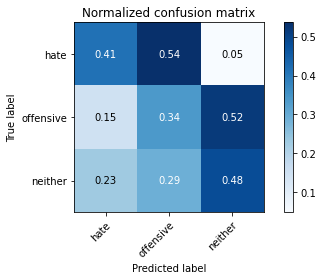 Normalized confusion matrix
True label
hate 0.41 0.54 0.05
offensive 0.15 0.34 0.52
neither 0.23 0.29 0.48
hate offensive neither
Predicted label
0.5
0.4
0.3
0.2
0.1